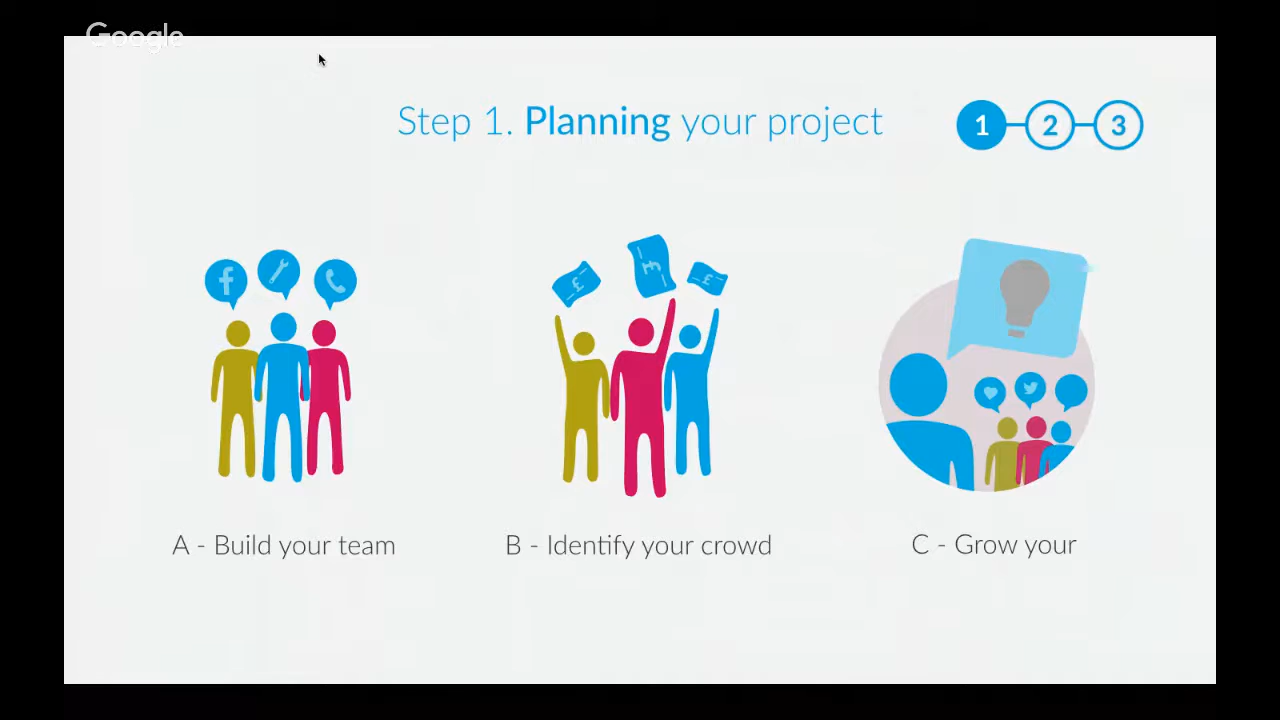 Google
Step 1. Planning your project
1 2 3
£ £ £
A - Build your team
B - Identify your crowd
C - Grow your